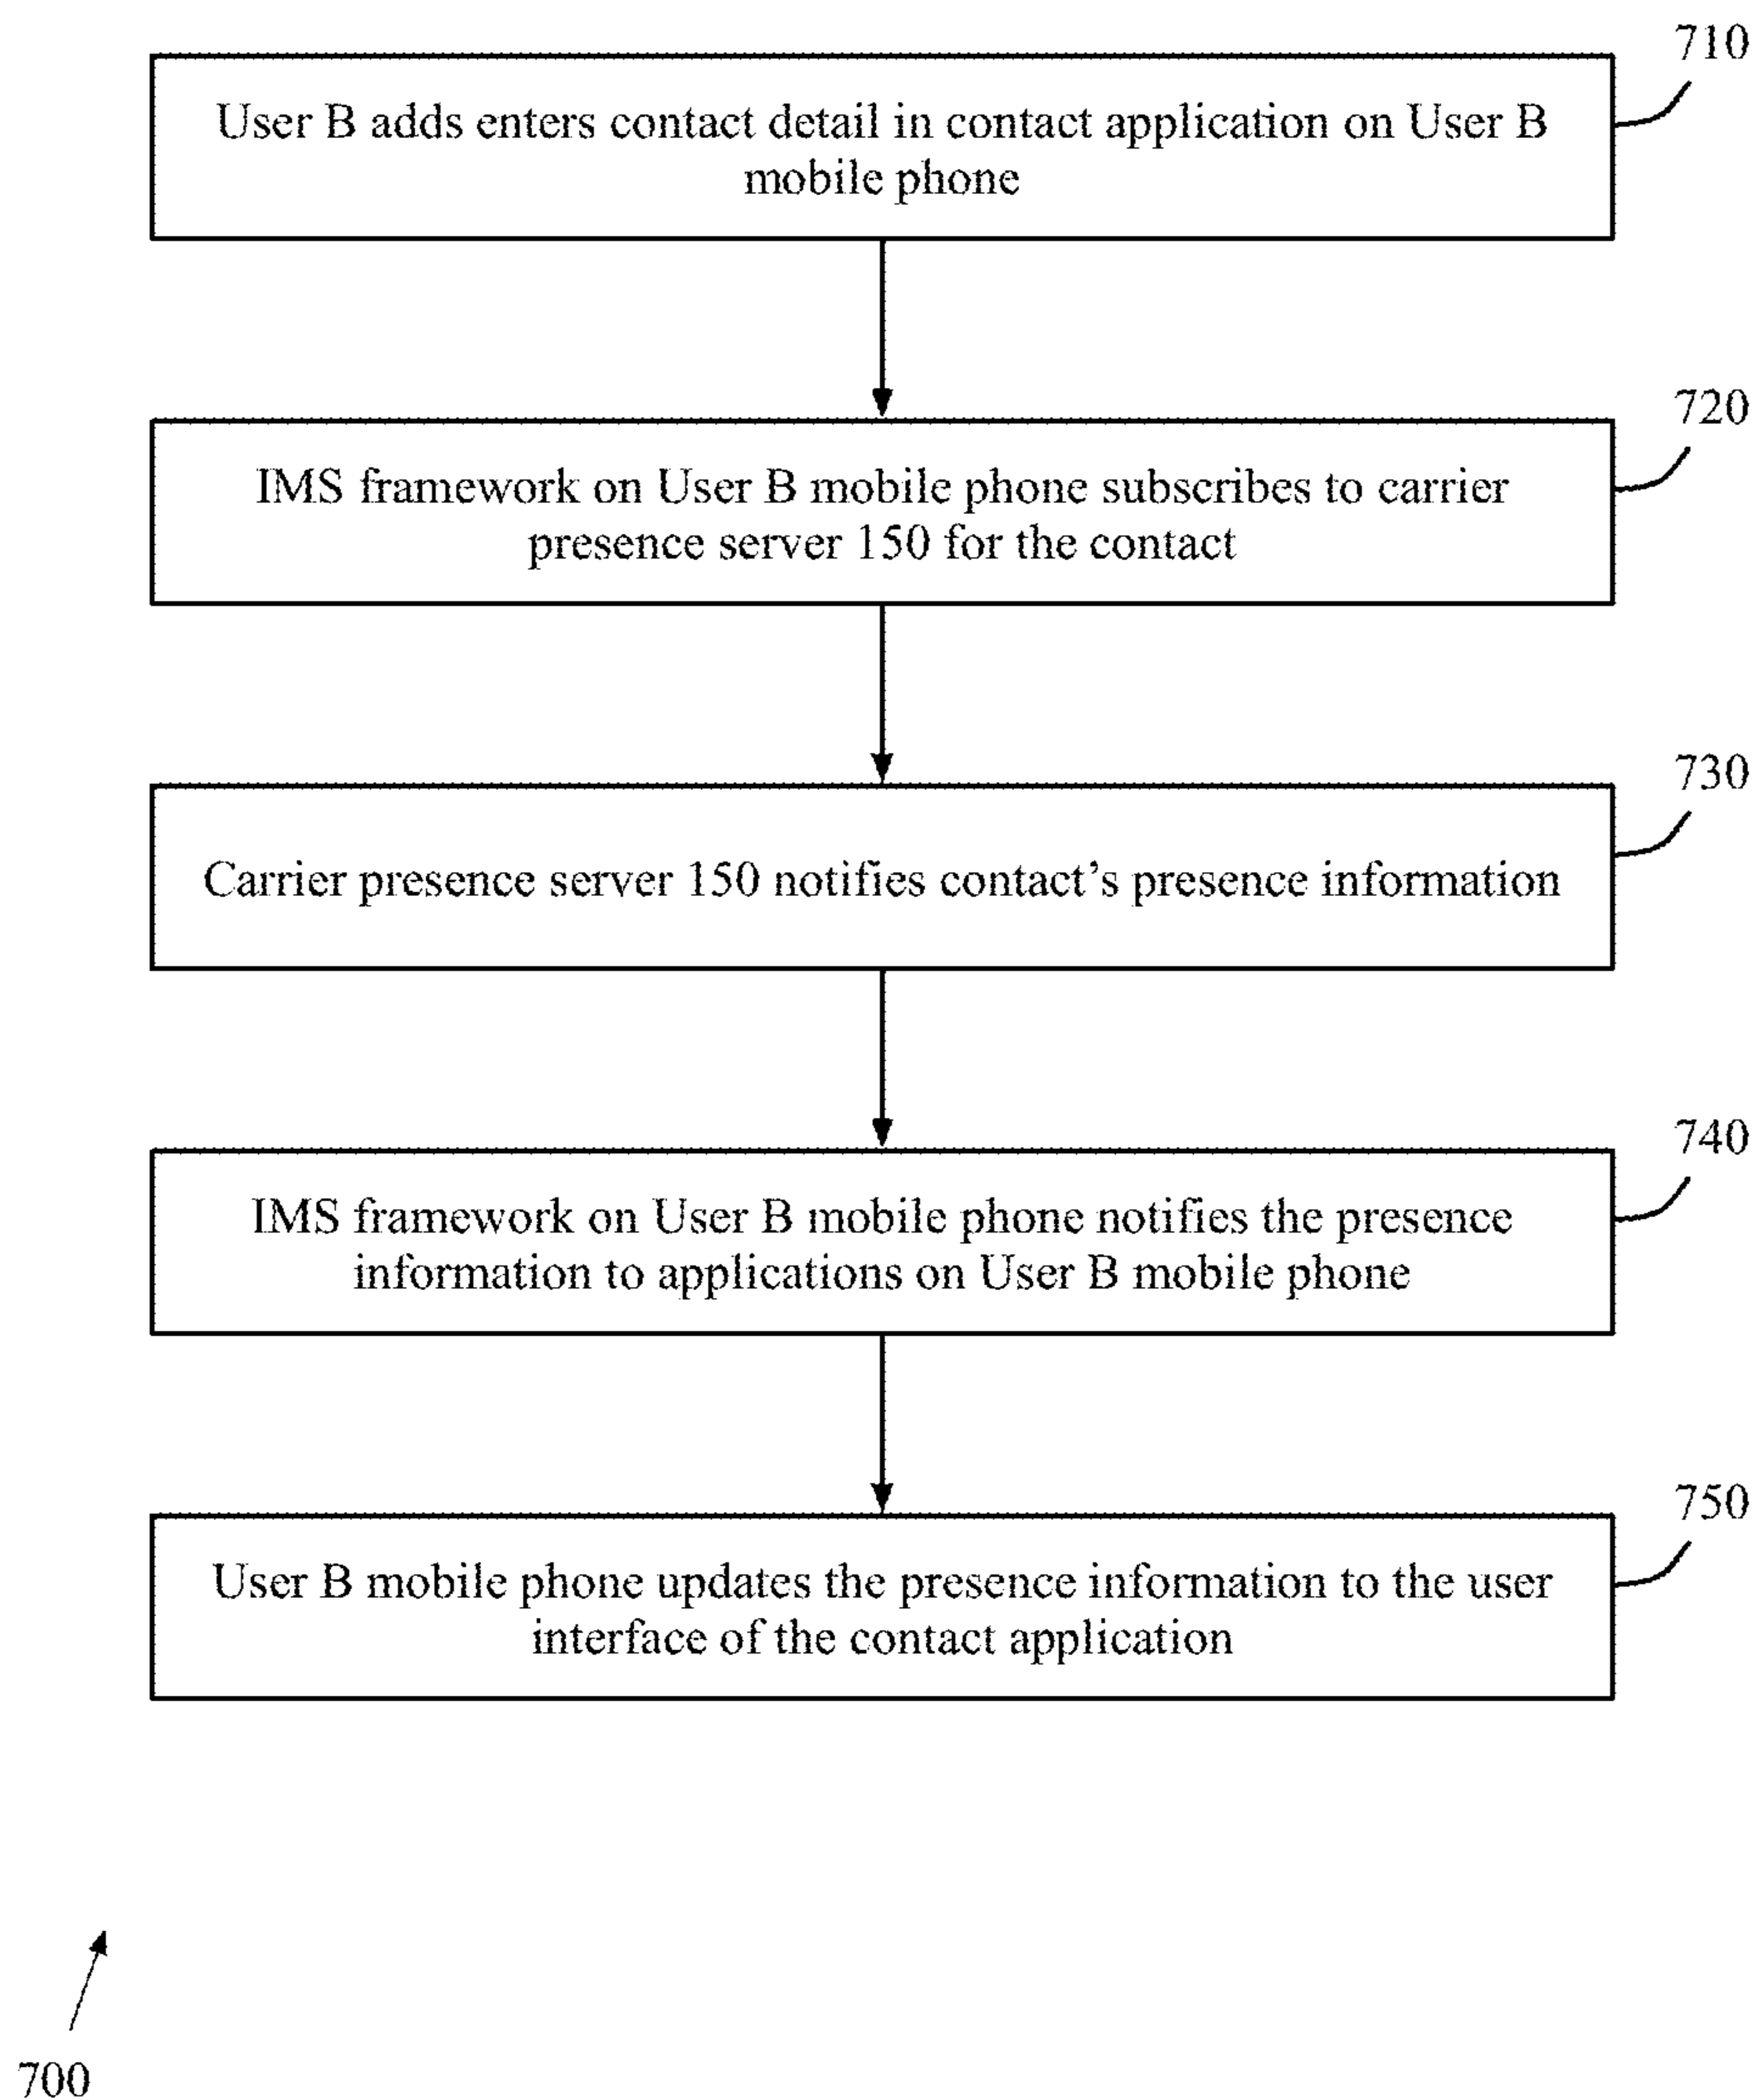 710
User B adds enters contact detail in contact application on User B
mobile phone
720
IMS framework on User B mobile phone subscribes to carrier
presence server 150 for the contact
730
Carrier presence server 150 notifies contact’s presence information
740
IMS framework on User B mobile phone notifies the presence
information to applications on User B mobile phone
750
User B mobile phone updates the presence information to the user
interface of the contact application
700